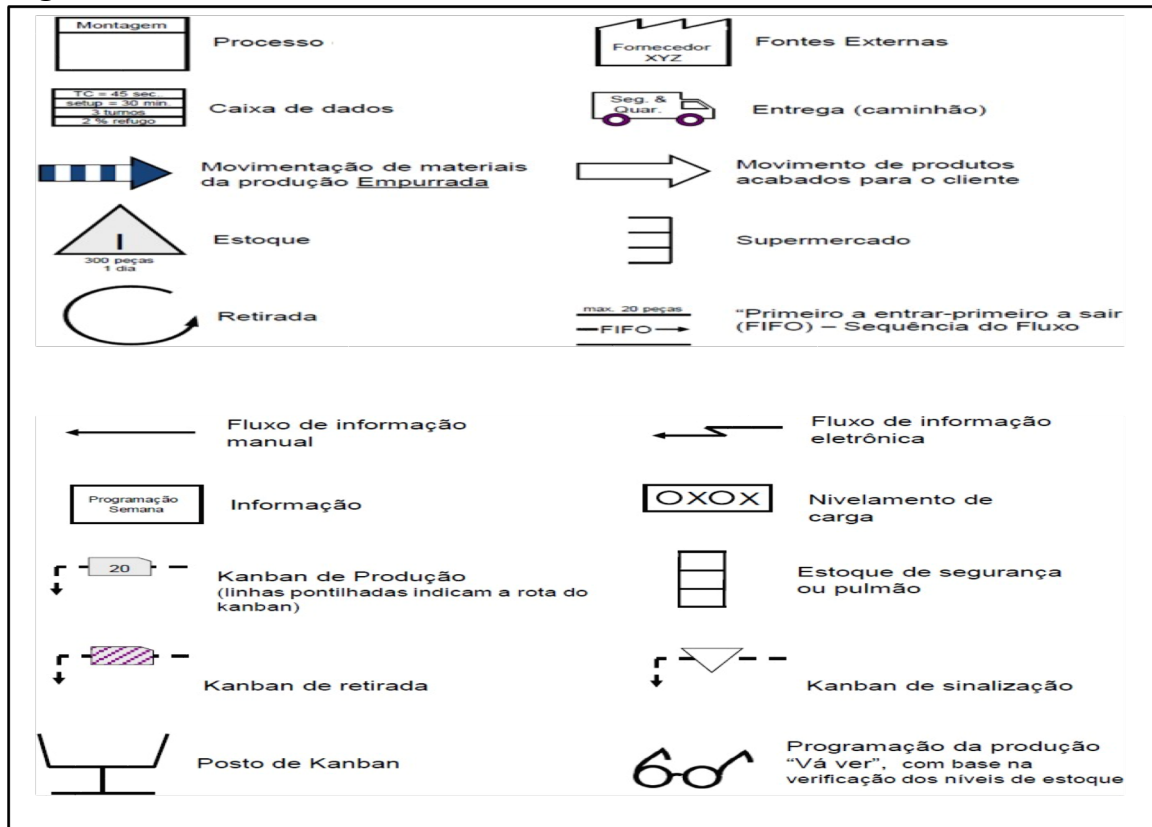 Montagem
Processo
Fornecedor
XYZ
Fontes Externas
TC = 45 sec..
setup = 30 min.
3 turnos
2 % refugo
Caixa de dados
Seg. &
Quar.
Entrega (caminhão)
Movimentação de materiais
da produção Empurrada
Movimento de produtos
acabados para o cliente
I
300 peças
1 dia
Estoque
Supermercado
Retirada
max. 20 peças
FIFO
"Primeiro a entrar-primeiro a sair
(FIFO) – Sequência do Fluxo
Fluxo de informação
manual
Fluxo de informação
eletrônica
Programação
Semana
Informação
OXOX
Nivelamento de
carga
20
Kanban de Produção
(linhas pontilhadas indicam a rota do
kanban)
Estoque de segurança
ou pulmão
Kanban de retirada
Kanban de sinalização
Posto de Kanban
Programação da produção
"Vá ver", com base na
verificação dos níveis de estoque